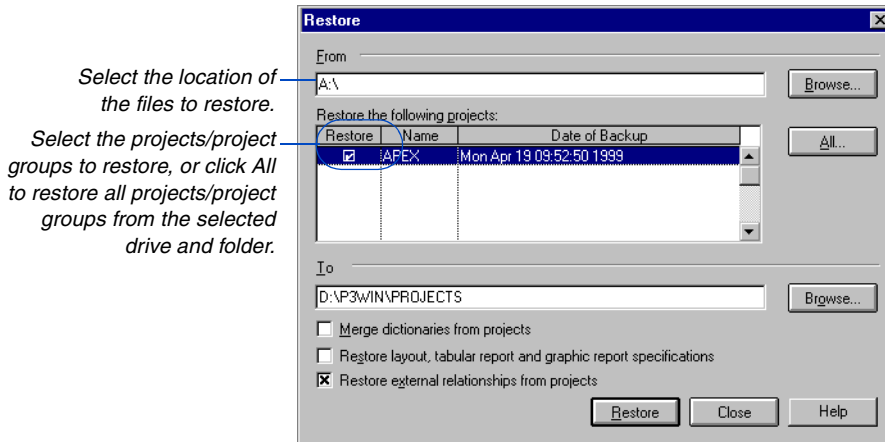 Restore
From
Select the location of
the files to restore.
A:\
Browse...
Restore the following projects:
Select the projects/project
groups to restore, or click All
to restore all projects/project
groups from the selected
drive and folder.
Restore Name Date of Backup
APEX Mon Apr 19 09:52:50 1999
All...
To
D:\P3WIN\PROJECTS
Browse...
Merge dictionaries from projects
Restore layout, tabular report and graphic report specifications
Restore external relationships from projects
Restore Close Help